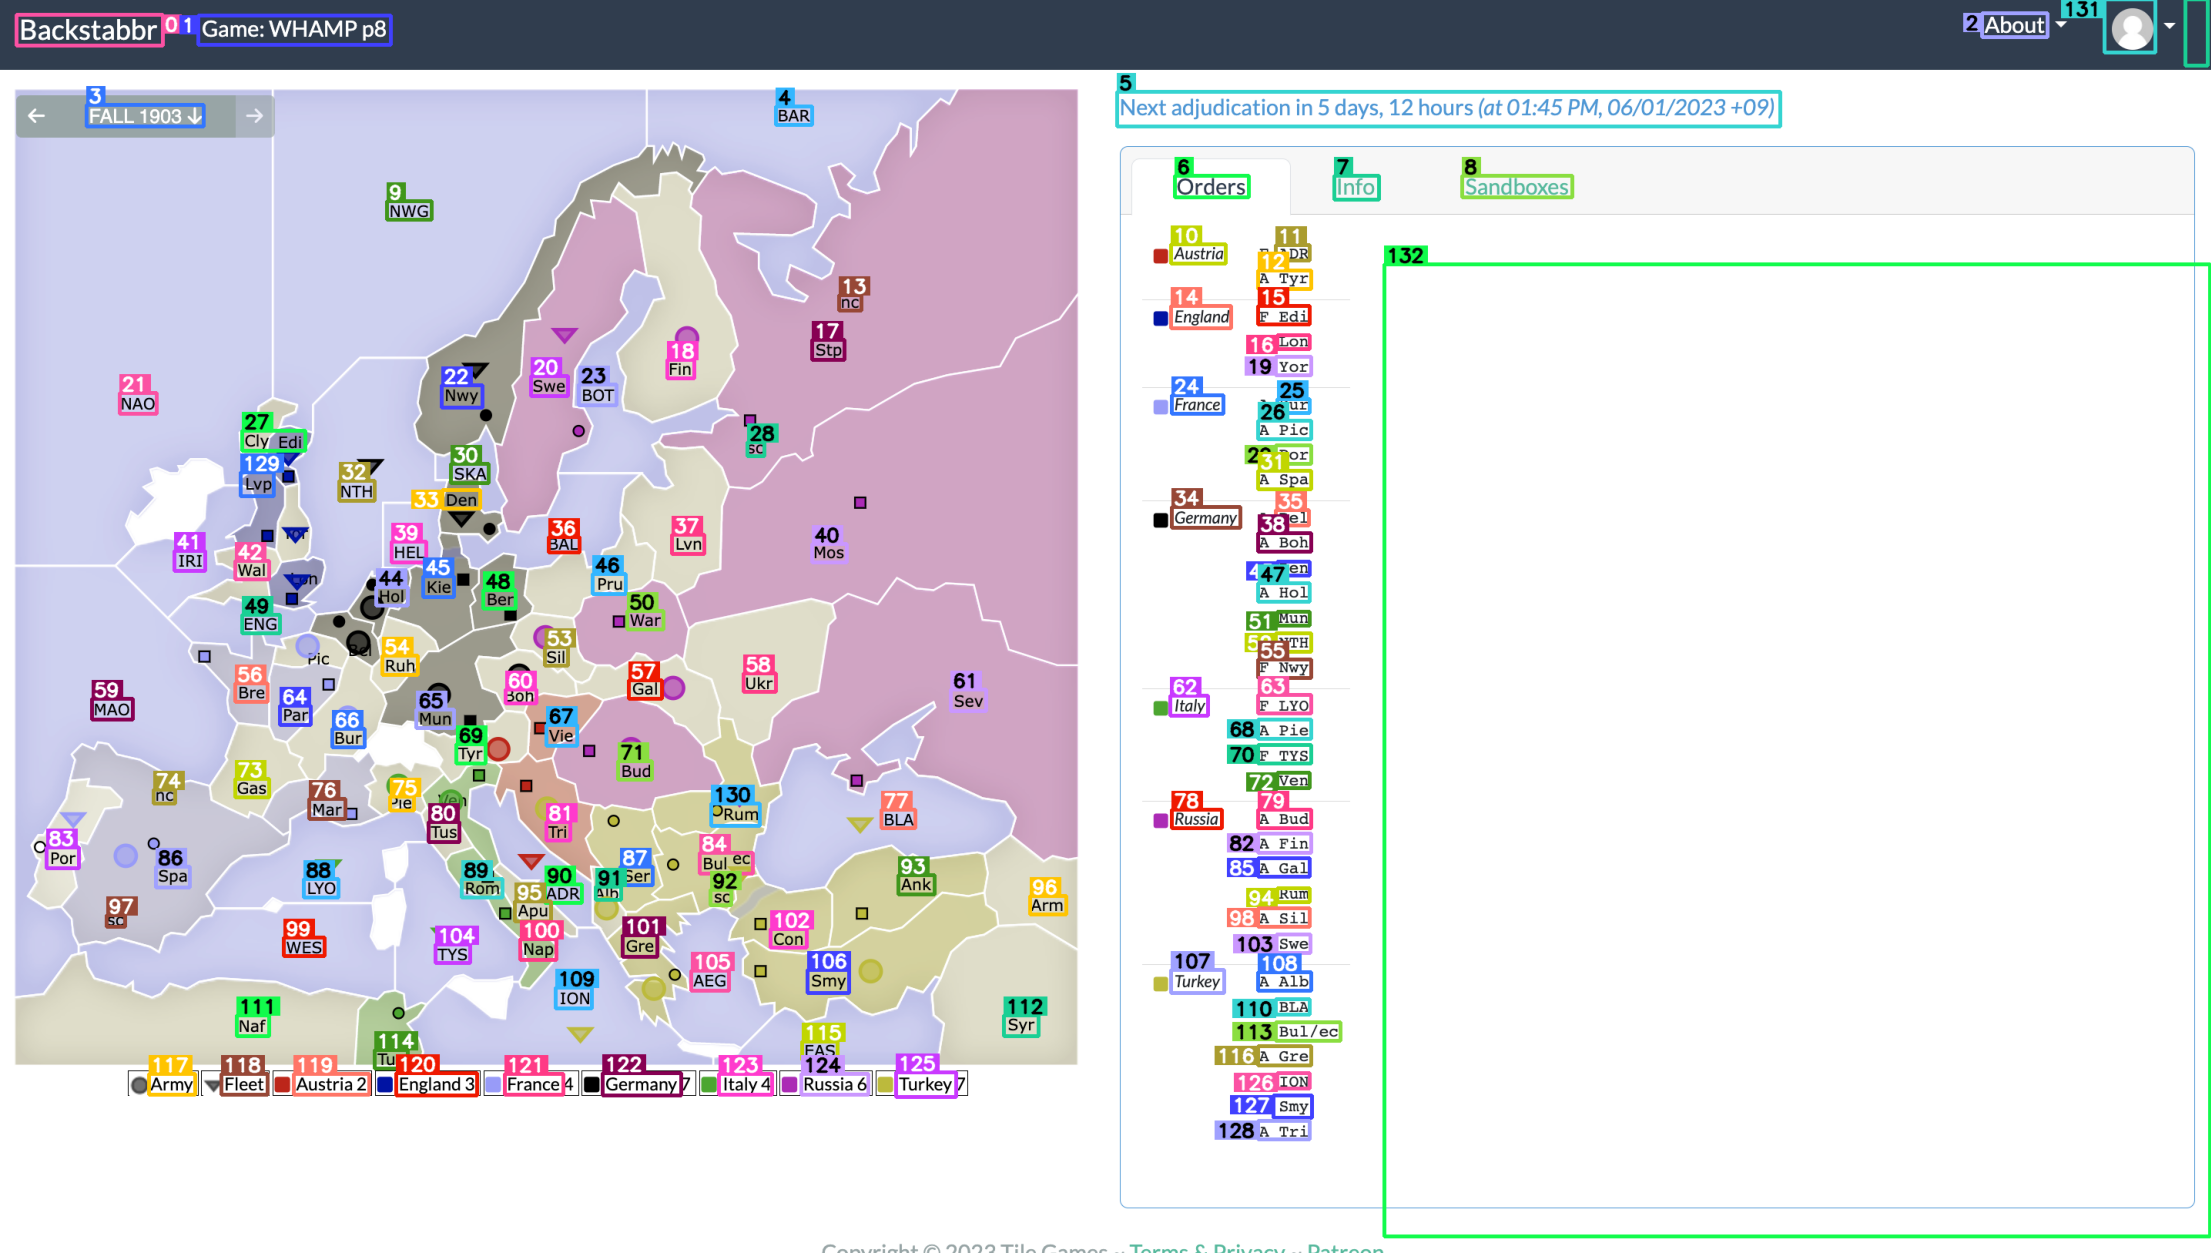 Backstabbr 0 1 Game: WHAMP p8
2 About 131
3
FALL 1903
4
BAR
5
Next adjudication in 5 days, 12 hours (at 01:45 PM, 06/01/2023 +09)
6
Orders
7
Info
8
Sandboxes
9
NWG
10
Austria
11
DR
12
A Tyr
13
nc
14
England
15
F Edi
16 Lon
17
Stp
18
Fin
19 Yor
20
Swe
21
NAO
22
Nwy
23
BOT
24
France
25
ur
26
A Pic
27
Cly Edi
28
sc
or
129
Lvp
30
SKA
31
A Spa
32
NTH
33 Den
34
Germany
35
el
36
BAL
37
Lvn
38
A Boh
39
HEL
40
Mos
41
IRI
42
Wal
en
44
Hol
45
Kie
46
Pru
47
A Hol
48
Ber
49
ENG
50
War
51 Mun
TH
53
Sil
54
Ruh
55
F Nwy
56
Bre
57
Gal
58
Ukr
59
MAO
60
Boh
61
Sev
62
Italy
63
F LYO
64
Par
65
Mun
66
Bur
67
Vie
68 A Pie
69
Tyr
70 F TYS
71
Bud
72 Ven
73
Gas
74
nc
75
Pie
76
Mar
77
BLA
78
Russia
79
A Bud
80
Tus
81
Tri
82 A Fin
83
Por
84
Bul ec
85 A Gal
86
Spa
87
Ser
88
LYO
89
Rom
90
ADR
91
Alb
92
sc
93
Ank
94 Rum
95
Apu
96
Arm
97
sc
98 A Sil
99
WES
100
Nap
101
Gre
102
Con
103 Swe
104
TYS
105
AEG
106
Smy
107
Turkey
108
A Alb
109
ION
110 BLA
111
Naf
112
Syr
113 Bul/ec
114
Tu
115
EAS
116 A Gre
117
Army
118
Fleet
119
Austria 2
120
England 3
121
France 4
122
Germany 7
123
Italy 4
124
Russia 6
125
Turkey 7
126 ION
127 Smy
128 A Tri
130
Rum
132
Pic
Bel
Ven
Copyright © 2023 Tile Games -- Terms & Privacy -- Patreon